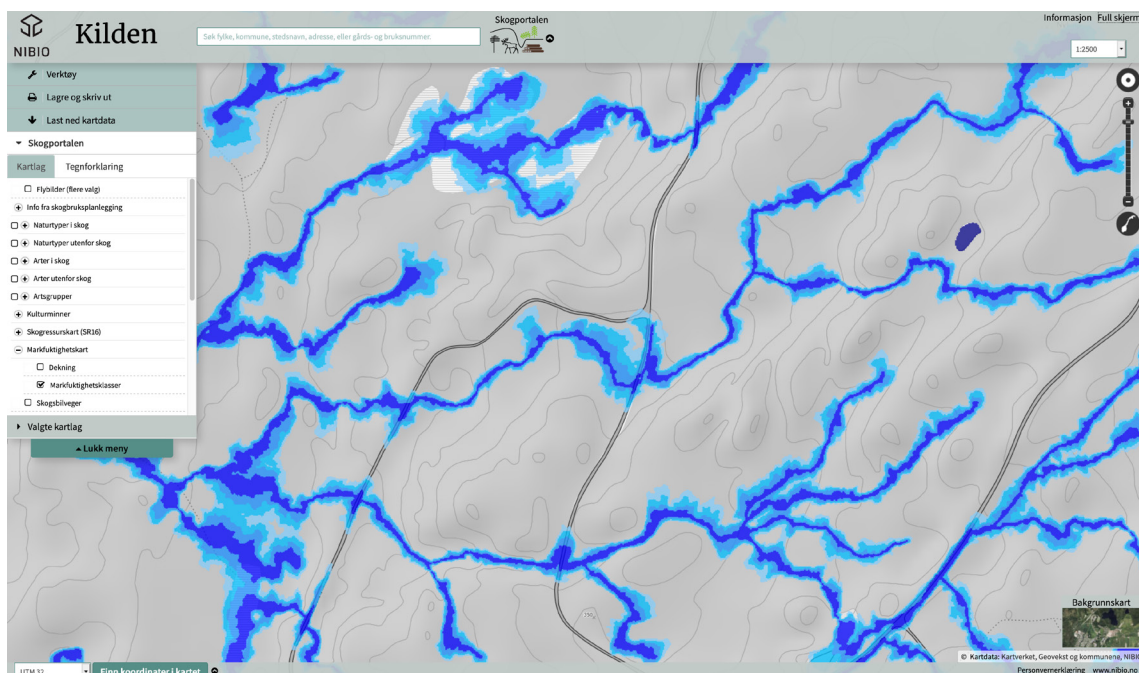 NIBIO
Kilden
Søk fylke, kommune, stedsnavn, adresse, eller gårds- og bruksnummer.
Skogportalen
Informasjon Full skjerm
1:2500
Verktøy
Lagre og skriv ut
Last ned kartdata
Skogportalen
Kartlag Tegnforklaring
Flybilder (flere valg)
Info fra skogbruksplanlegging
Naturtyper i skog
Naturtyper utenfor skog
Arter i skog
Arter utenfor skog
Artsgrupper
Kulturminner
Skogressurskart (SR16)
Markfuktighetskart
Dekning
Markfuktighetsklasser
Skogsbilveger
Valgte kartlag
Lukk meny
Bakgrunnskart
© Kartdata: Kartverket, Geovekst og kommunene, NIBIO
UTM 32
Finn koordinater i kartet
Personvernerklæring www.nibio.no